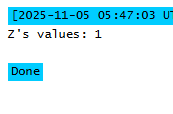 [2025-11-05 05:47:03 U
Z's values: 1
Done